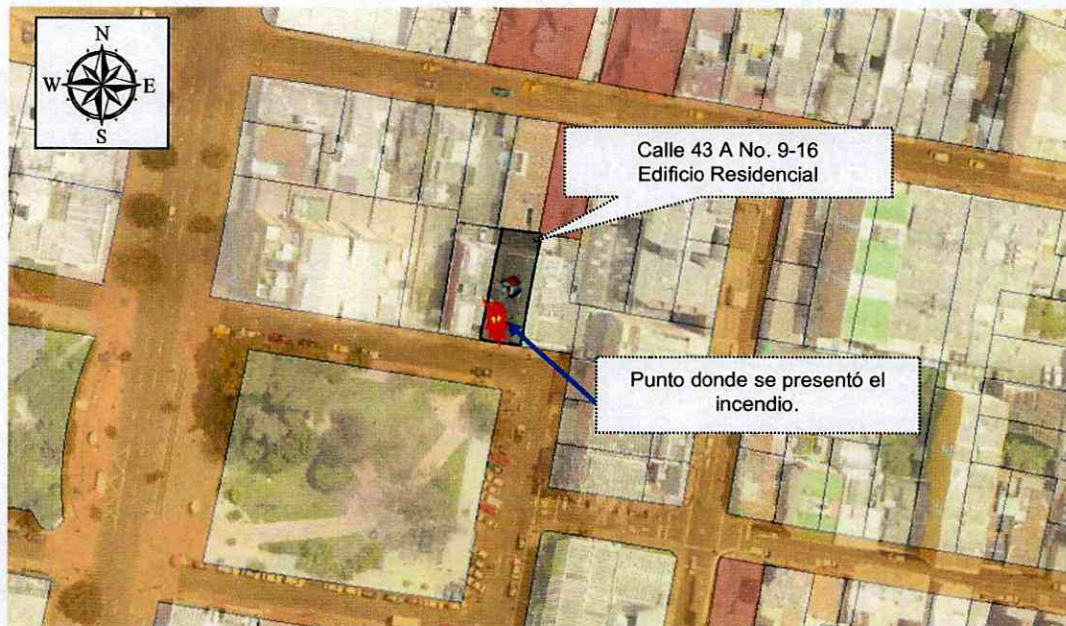 N
W E
S
Calle 43 A No. 9-16
Edificio Residencial
Punto donde se presentó el
incendio.